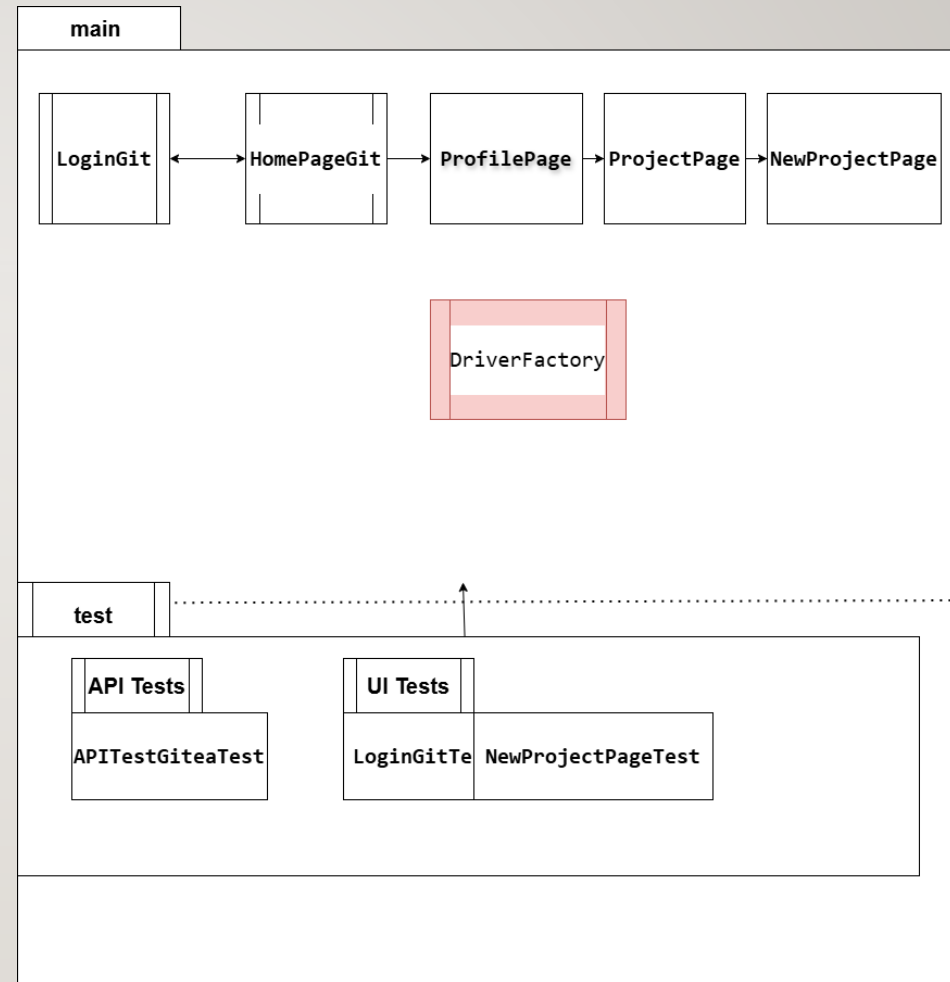 main
LoginGit
HomePageGit
ProfilePage
ProjectPage
NewProjectPage
DriverFactory
test
API Tests
UI Tests
APITestGiteaTest
LoginGitTe
NewProjectPageTest